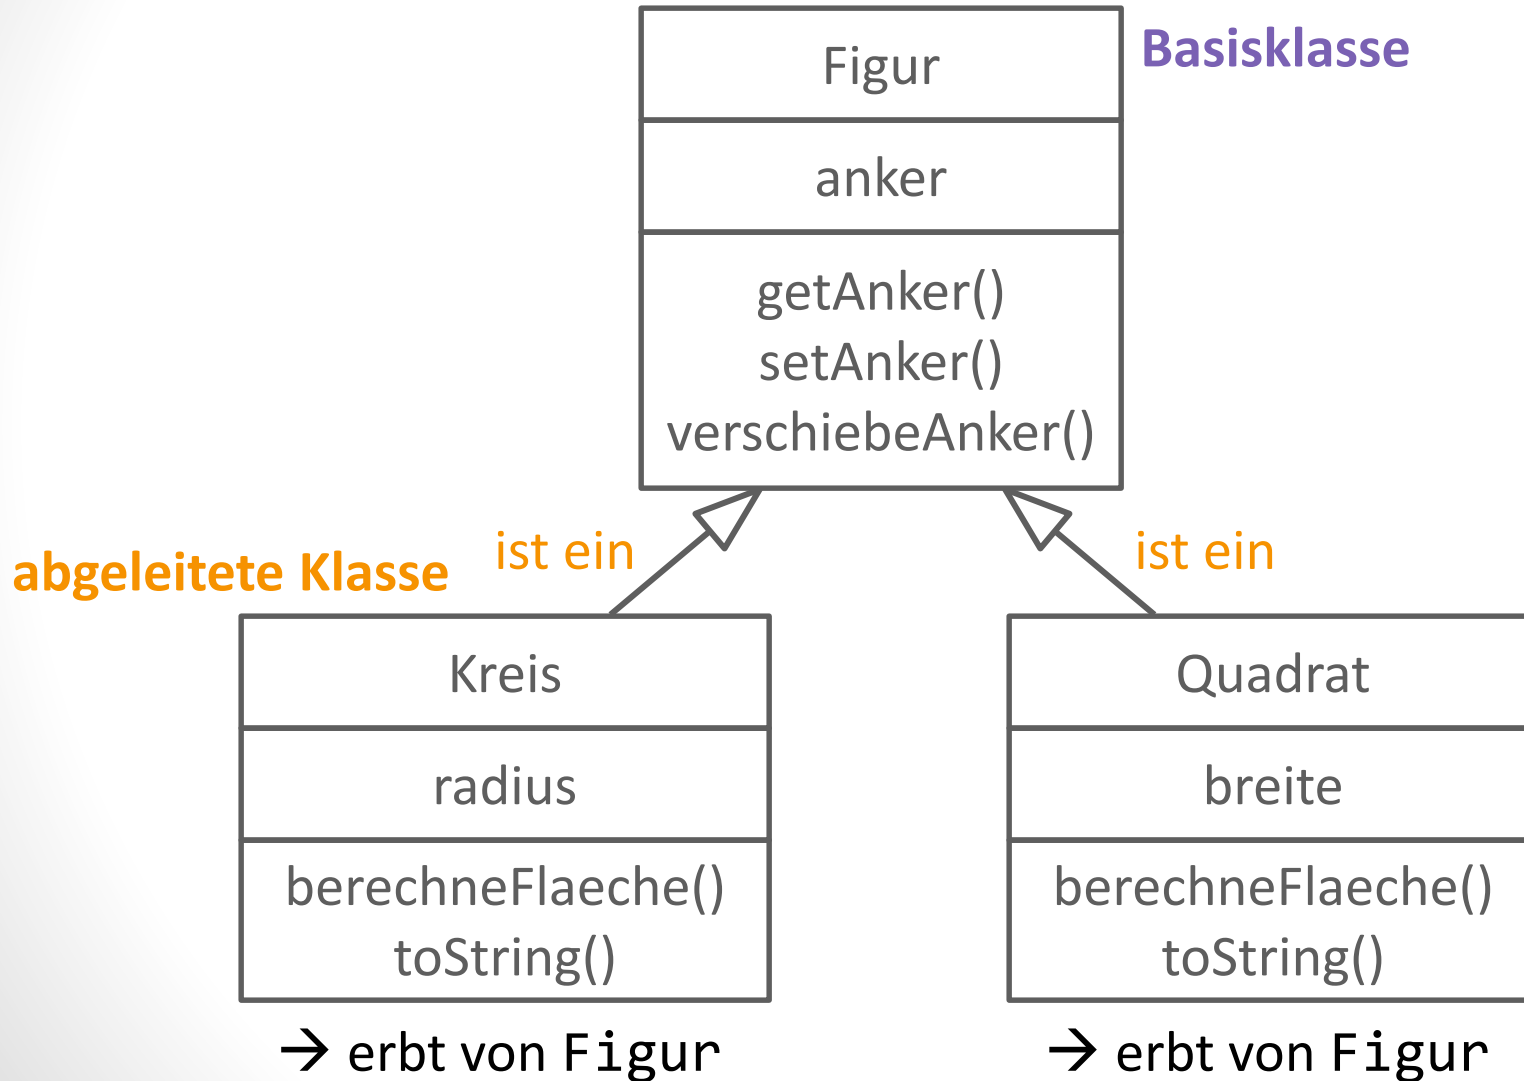 Figur
Basisklasse
anker
getAnker()
setAnker()
verschiebeAnker()
ist ein
ist ein
abgeleitete Klasse
Kreis
radius
berechneFlaeche()
toString()
→ erbt von Figur
Quadrat
breite
berechneFlaeche()
toString()
→ erbt von Figur